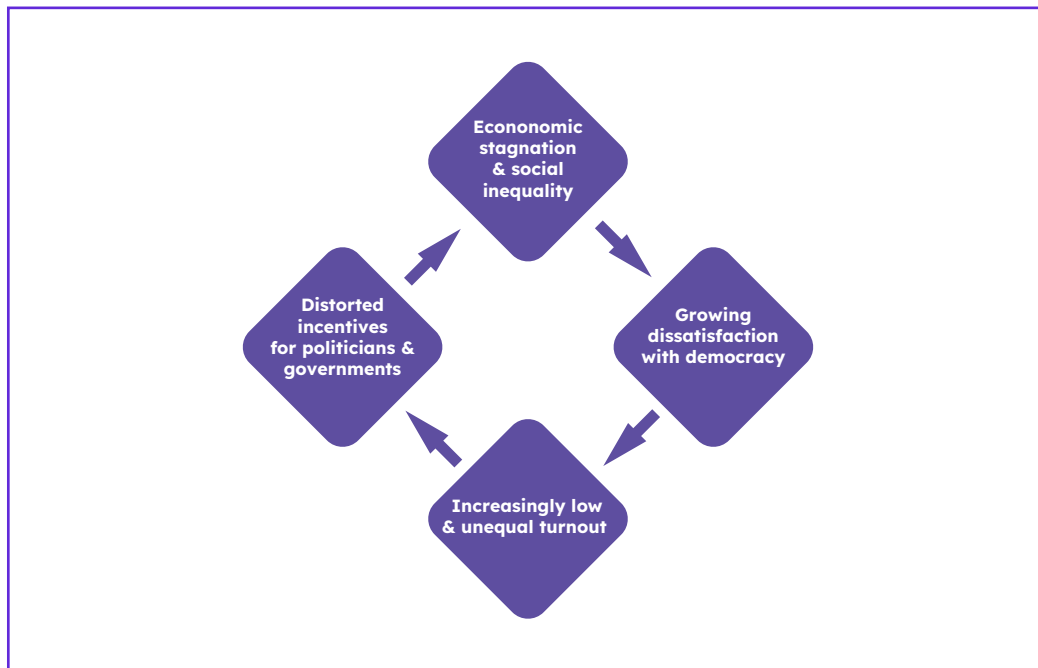 Econonomic
stagnation
& social
inequality
Growing
dissatisfaction
with democracy
Increasingly low
& unequal turnout
Distorted
incentives
for politicians &
governments